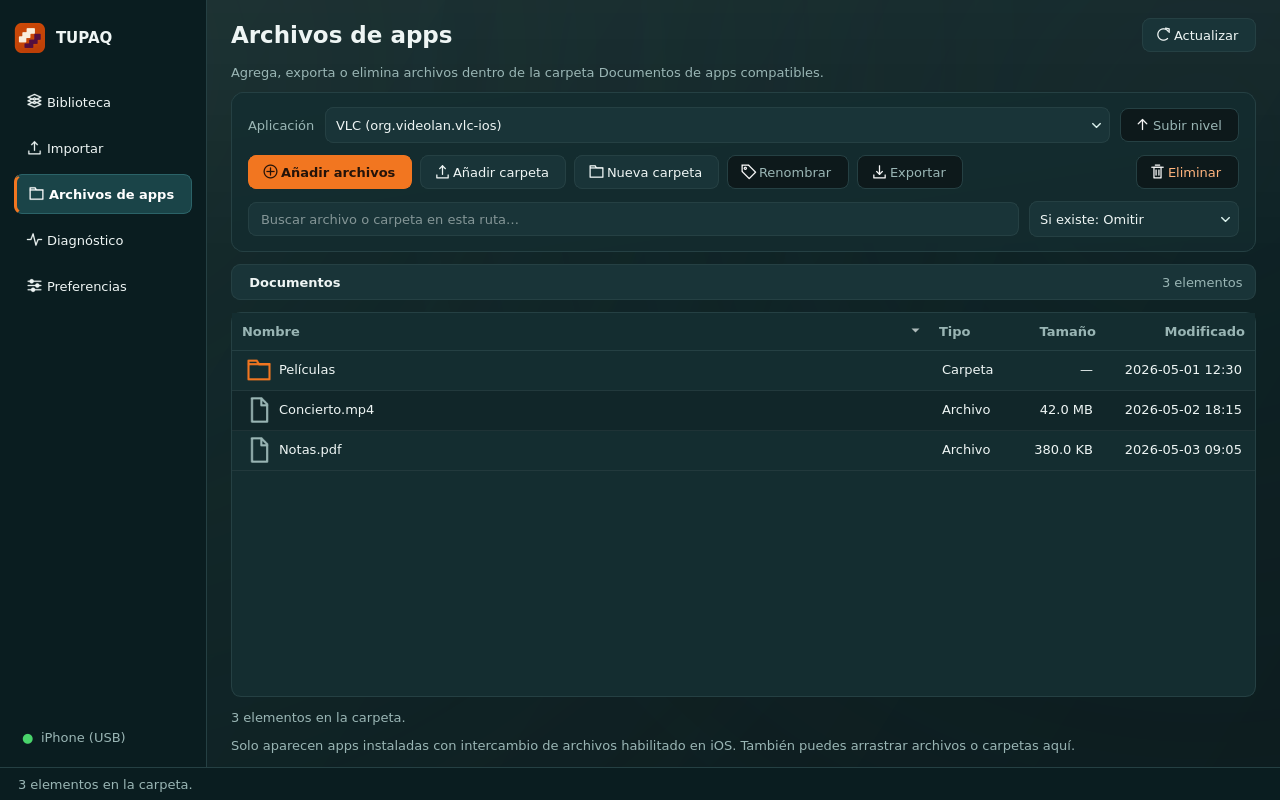 TUPAQ
Biblioteca
Importar
Archivos de apps
Diagnóstico
Preferencias
iPhone (USB)
Archivos de apps
Actualizar
Agrega, exporta o elimina archivos dentro de la carpeta Documentos de apps compatibles.
Aplicación VLC (org.videolan.vlc-ios) Subir nivel
Añadir archivos Añadir carpeta Nueva carpeta Renombrar Exportar Eliminar
Buscar archivo o carpeta en esta ruta... Si existe: Omitir
Documentos 3 elementos
Nombre Tipo Tamaño Modificado
Películas Carpeta — 2026-05-01 12:30
Concierto.mp4 Archivo 42.0 MB 2026-05-02 18:15
Notas.pdf Archivo 380.0 KB 2026-05-03 09:05
3 elementos en la carpeta.
Solo aparecen apps instaladas con intercambio de archivos habilitado en iOS. También puedes arrastrar archivos o carpetas aquí.
3 elementos en la carpeta.